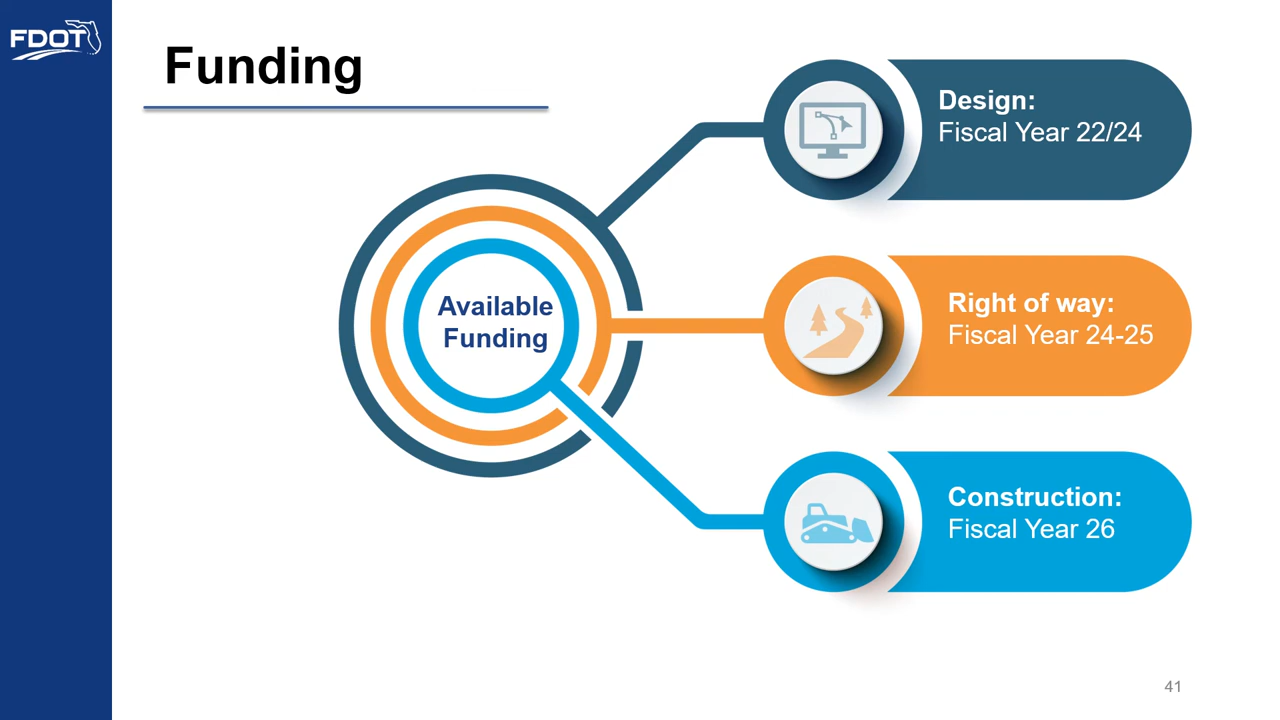 FDOT
Funding
Available
Funding
Design:
Fiscal Year 22/24
Right of way:
Fiscal Year 24-25
Construction:
Fiscal Year 26
41